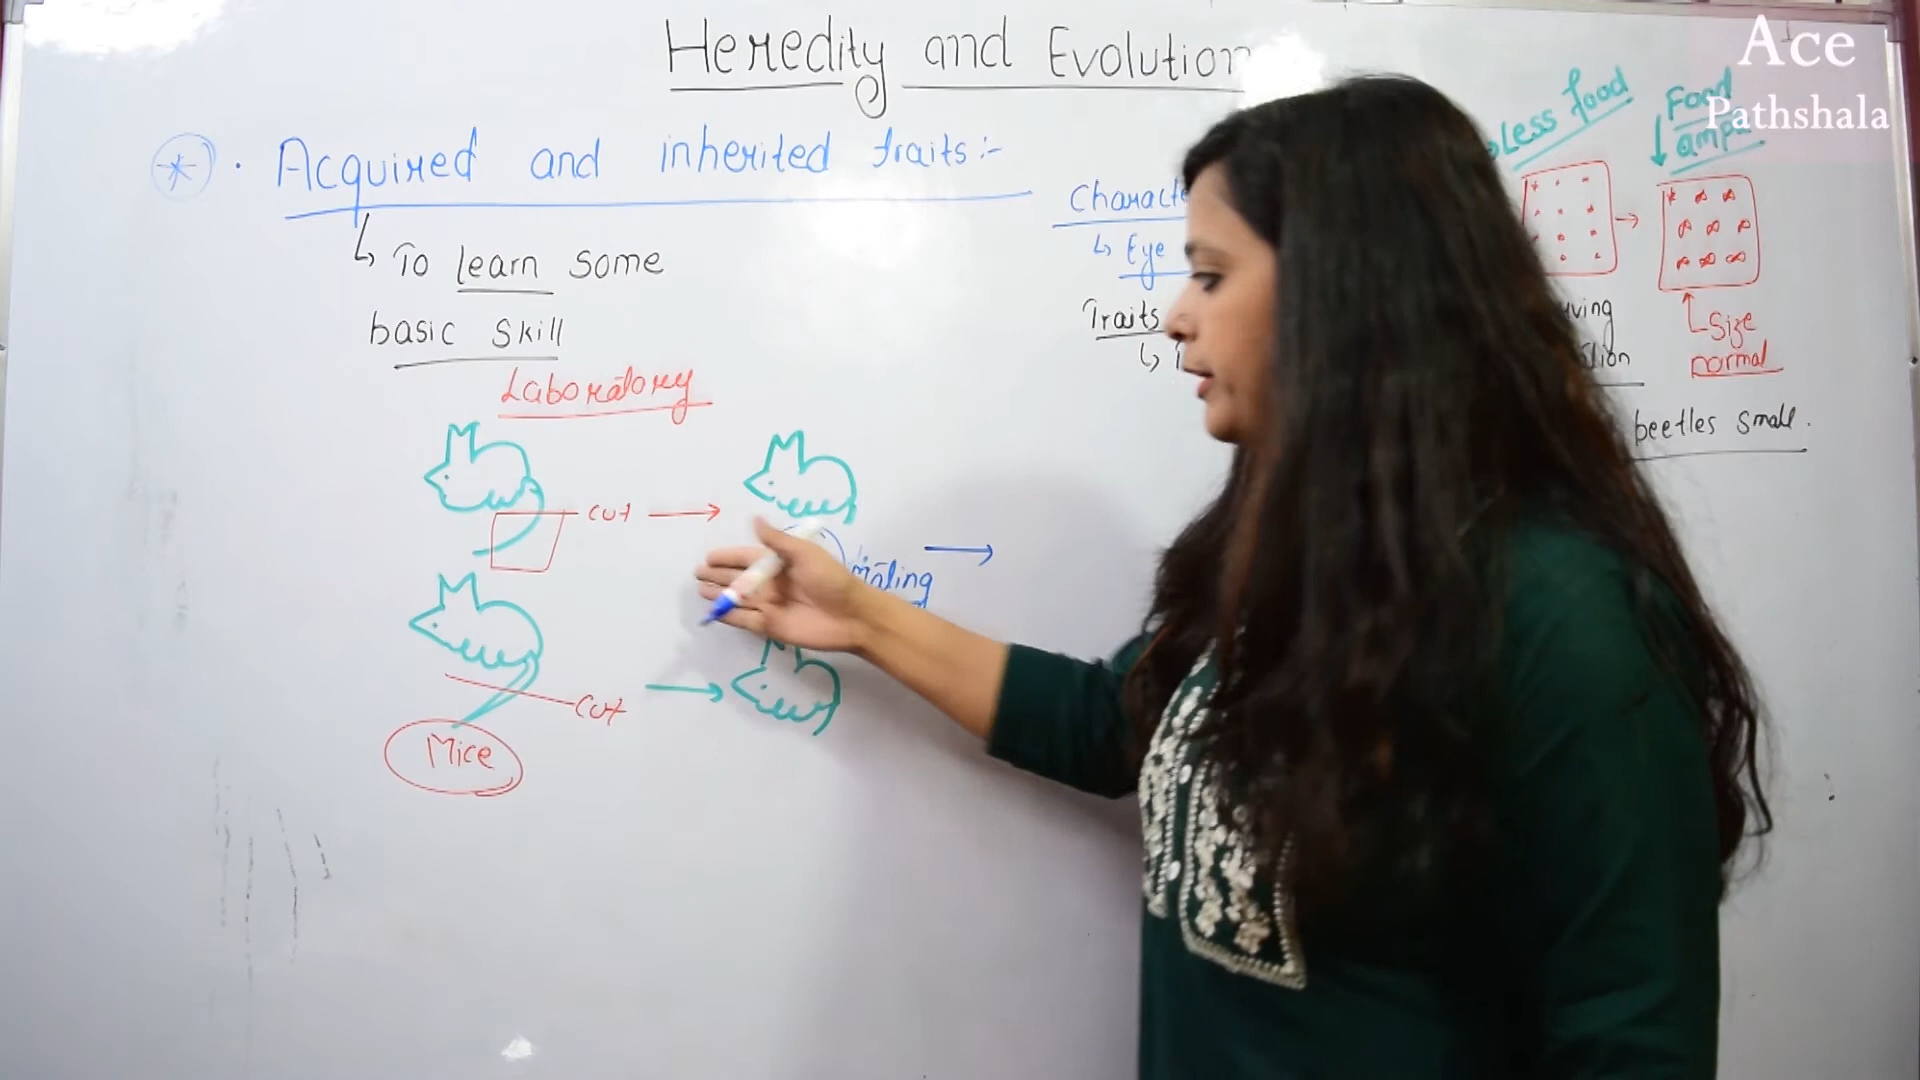 Heredity and Evolution
Ace
Pathshala
* . Acquired and inherited traits:-
↳ To learn some
basic skill
Laboratory
cut
mating
cut
Mice
↳ Eye
Traits
Less food
Food
Size
normal
beetles small.